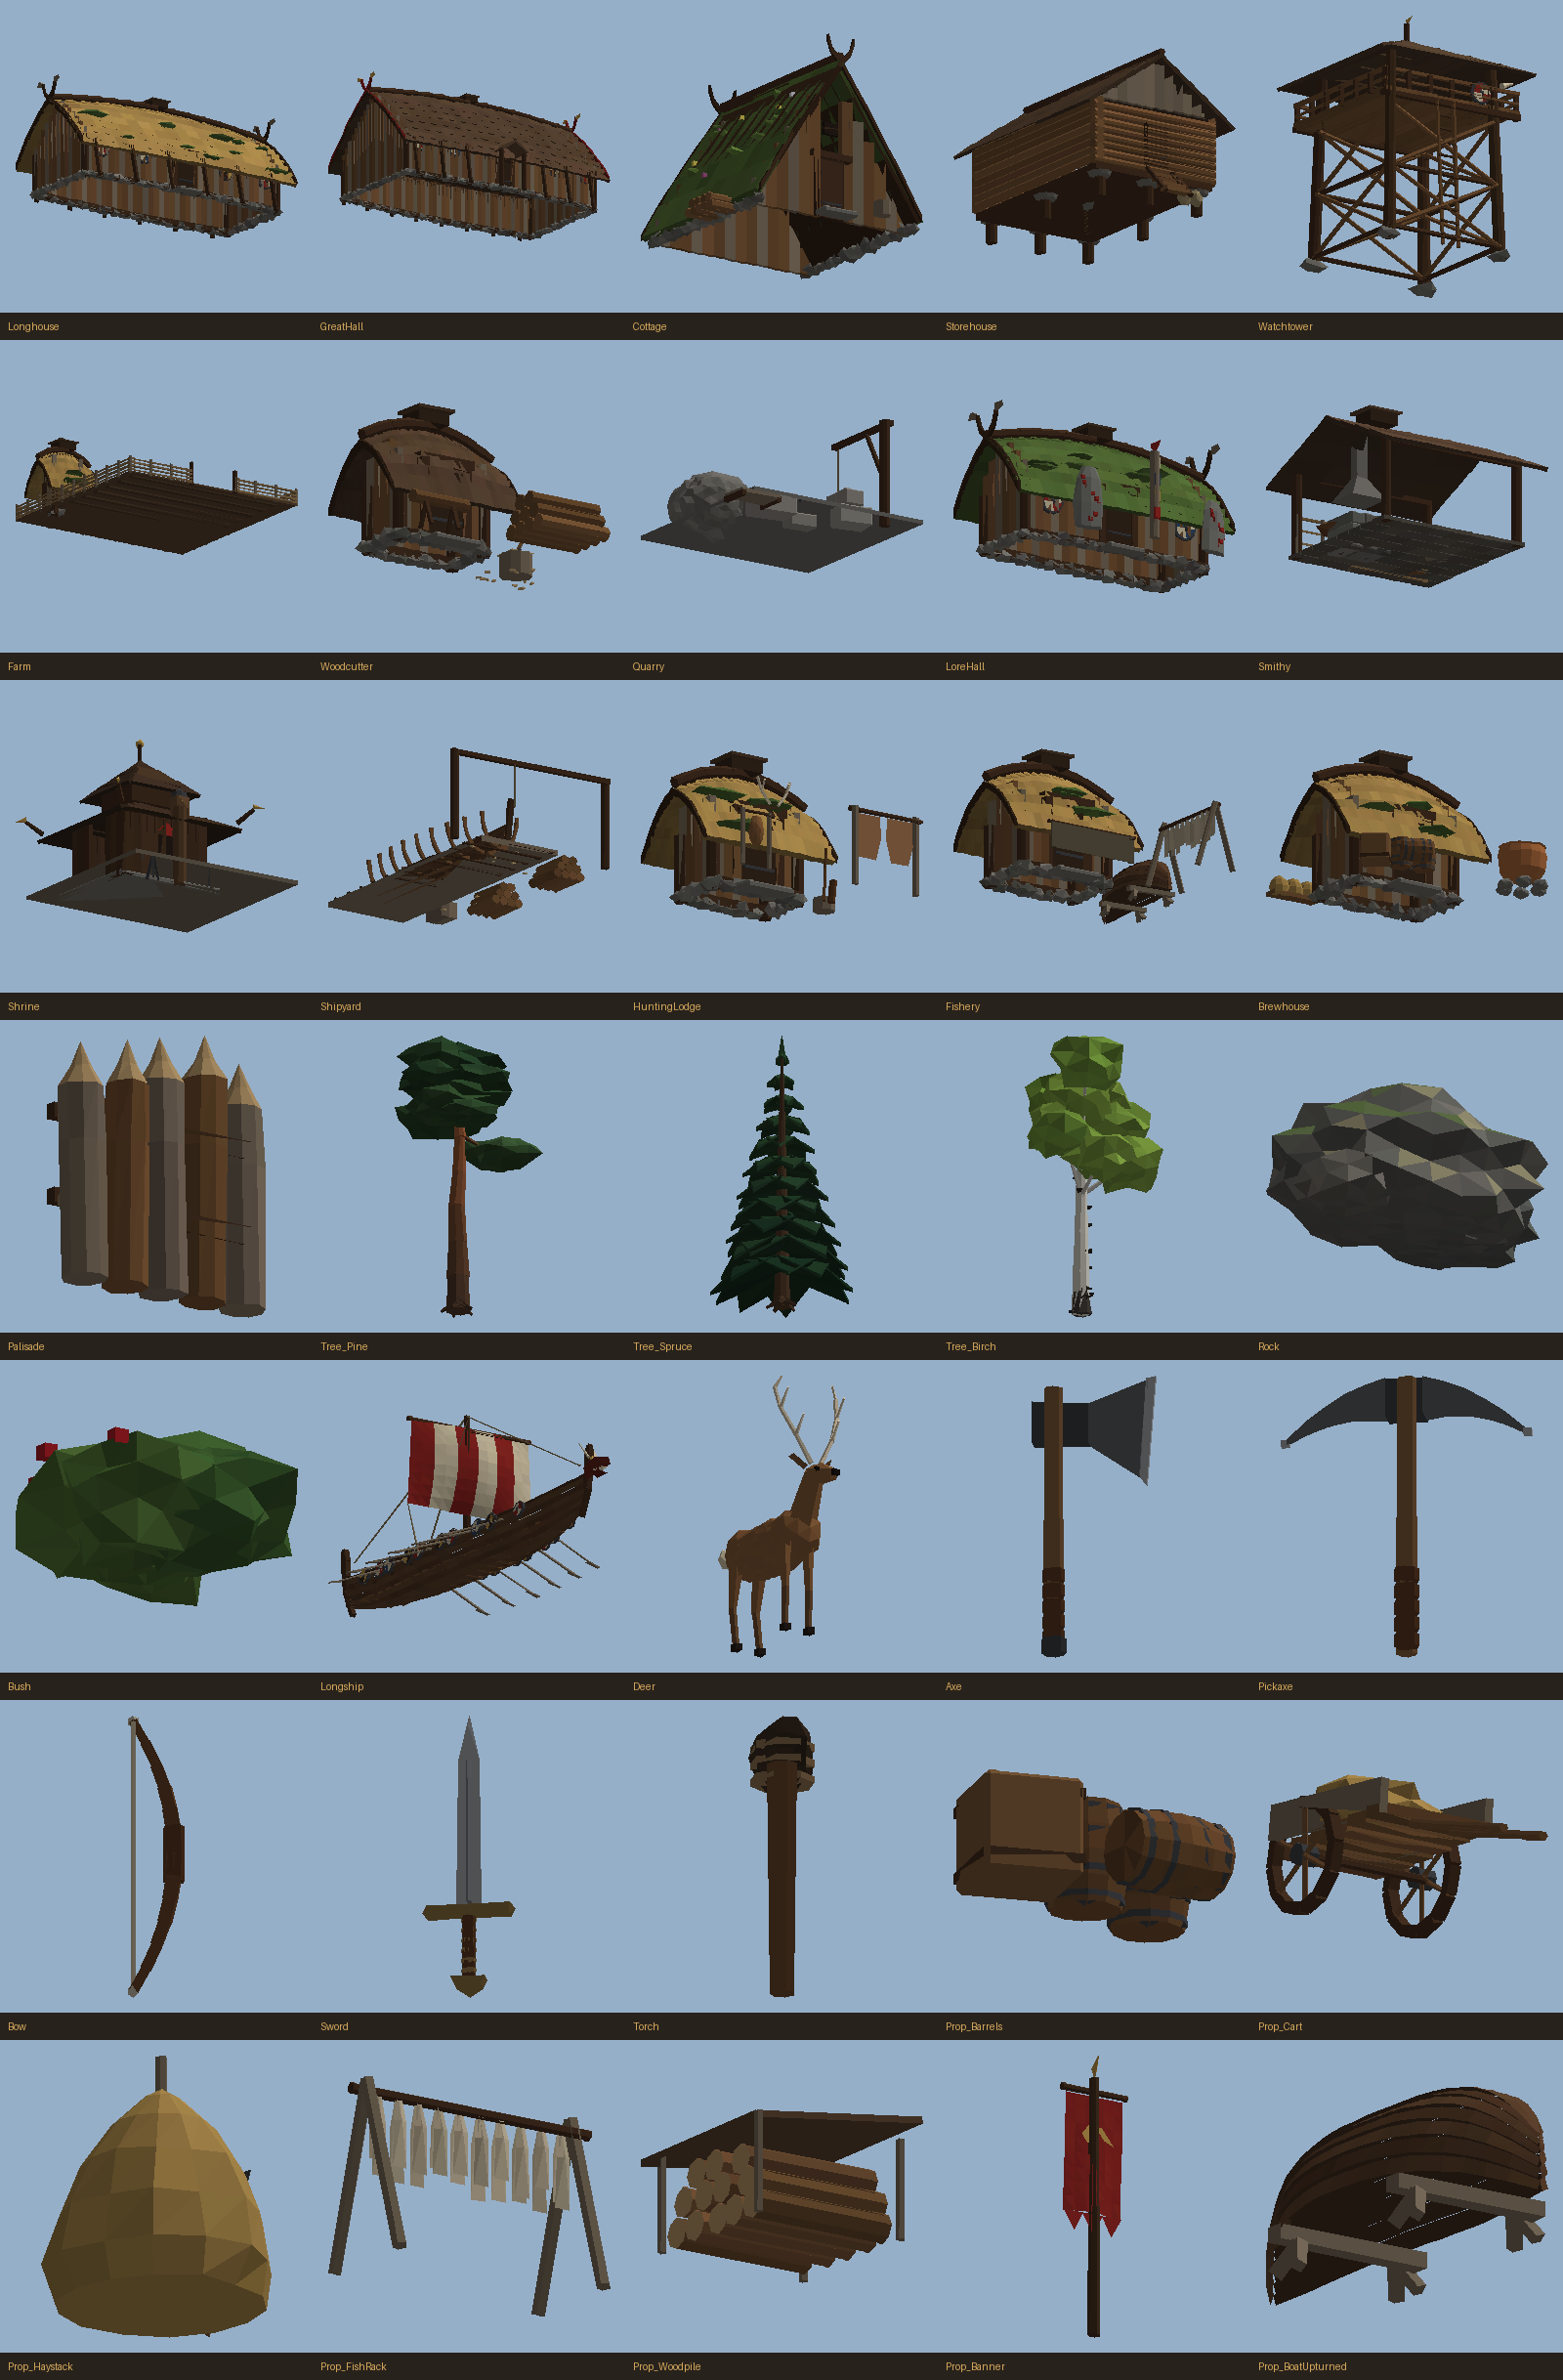 Longhouse
GreatHall
Cottage
Storehouse
Watchtower
Farm
Woodcutter
Quarry
LoreHall
Smithy
Shrine
Shipyard
HuntingLodge
Fishery
Brewhouse
Palisade
Tree_Pine
Tree_Spruce
Tree_Birch
Rock
Bush
Longship
Deer
Axe
Pickaxe
Bow
Sword
Torch
Prop_Barrels
Prop_Cart
Prop_Haystack
Prop_FishRack
Prop_Woodpile
Prop_Banner
Prop_BoatUpturned